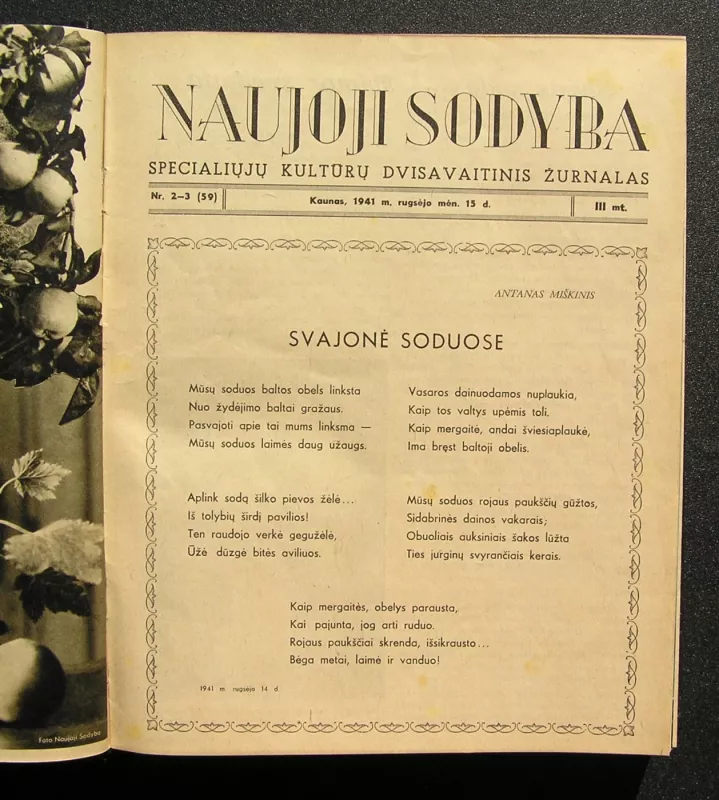 NAUJOJI SODYBA
SPECIALIŲJŲ KULTŪRŲ DVISAVAITINIS ŽURNALAS
Nr. 2—3 (59)
Kaunas, 1941 m. rugsėjo mėn. 15 d.
III mt.
ANTANAS MIŠKINIS
SVAJONĖ SODUOSE
Mūsų soduos baltos obels linksta
Nuo žydėjimo baltai gražaus.
Pasvajoti apie tai mums linksma —
Mūsų soduos laimės daug užaugs.
Aplink sodą šilko pievos žėlė...
Iš tolybių širdį pavilios!
Ten raudojo verkė gegužėlė,
Ūžė dūzgė bitės aviliuos.
Vasaros dainuodamos nuplaukia,
Kaip tos valtys upėmis toli.
Kaip mergaitė, andai šviesiaplaukė,
Ima bręst baltoji obelis.
Mūsų soduos rojaus paukščių gūžtos,
Sidabrinės dainos vakarais;
Obuoliais auksiniais šakos lūžta
Ties jurginų svyrančiais kerais.
Kaip mergaitės, obelys parausta,
Kai pajunta, jog arti ruduo.
Rojaus paukščiai skrenda, išsikrausto...
Bėga metai, laimė ir vanduo!
1941 m. rugsėjo 14 d.
Foto Naujoji Sodyba